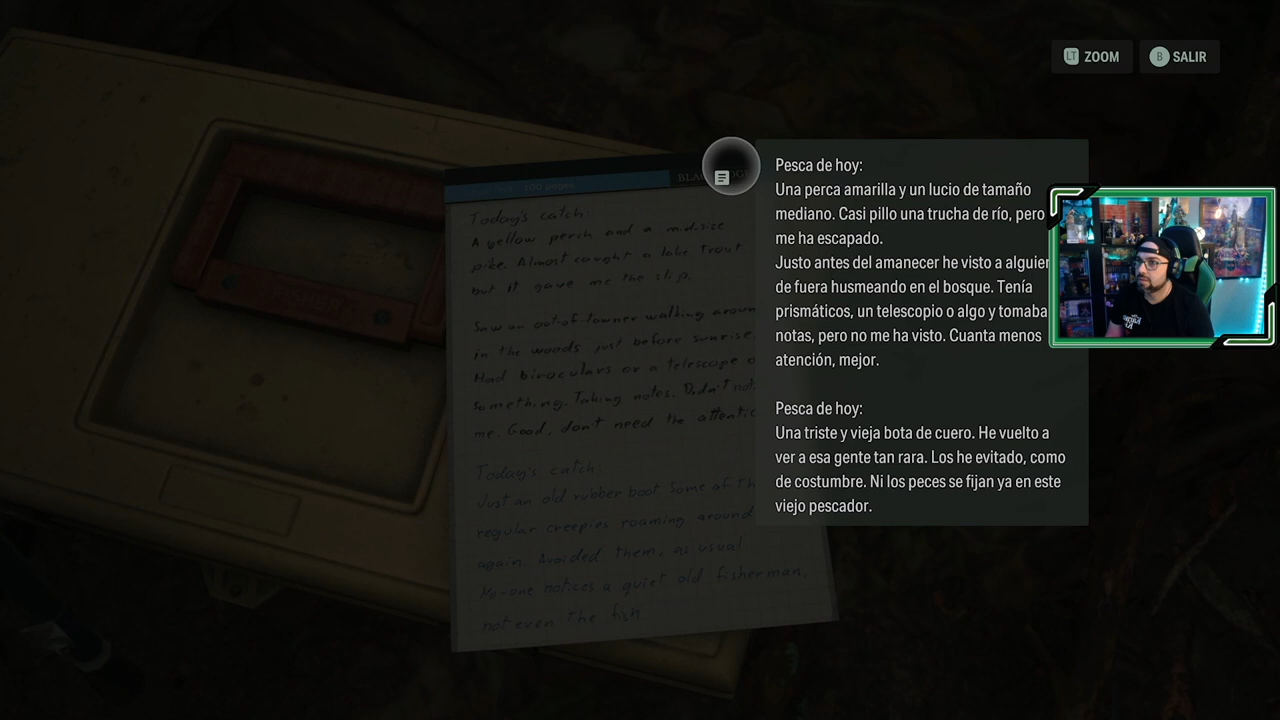 LT ZOOM
B SALIR
100 pages
Today's catch:
A yellow perch and a mid-size
pike. Almost caught a lake trout
but it gave me the slip.
Saw an out-of-towner walking
in the woods just before sunrise.
Had binoculars or a telescope
something. Taking notes. Didn't
me. Good, don't need the
Today's catch:
Just an old rubber boot Some of
regular creepies roaming around
again. Avoided them, as usual
No-one notices a quiet old fisherman,
not even the fish
Pesca de hoy:
Una perca amarilla y un lucio de tamaño
mediano. Casi pillo una trucha de río, pero
me ha escapado.
Justo antes del amanecer he visto a
de fuera husmeando en el bosque. Tenía
prismáticos, un telescopio o algo y tomaba
notas, pero no me ha visto. Cuanta menos
atención, mejor.
Pesca de hoy:
Una triste y vieja bota de cuero. He vuelto a
ver a esa gente tan rara. Los he evitado, como
de costumbre. Ni los peces se fijan ya en este
viejo pescador.